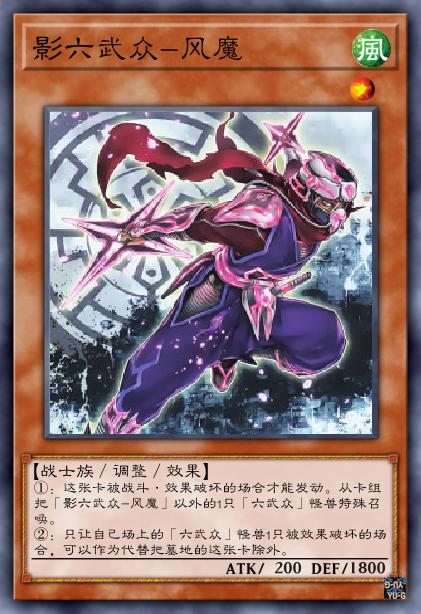 影六武众-风魔
風
【战士族/调整/效果】
①：这张卡被战斗·效果破坏的场合才能发动。从卡组
把「影六武众-风魔」以外的1只「六武众」怪兽特殊召
唤。
②：只让自己场上的「六武众」怪兽1只被效果破坏的场
合，可以作为代替把墓地的这张卡除外。
ATK/ 200 DEF/1800